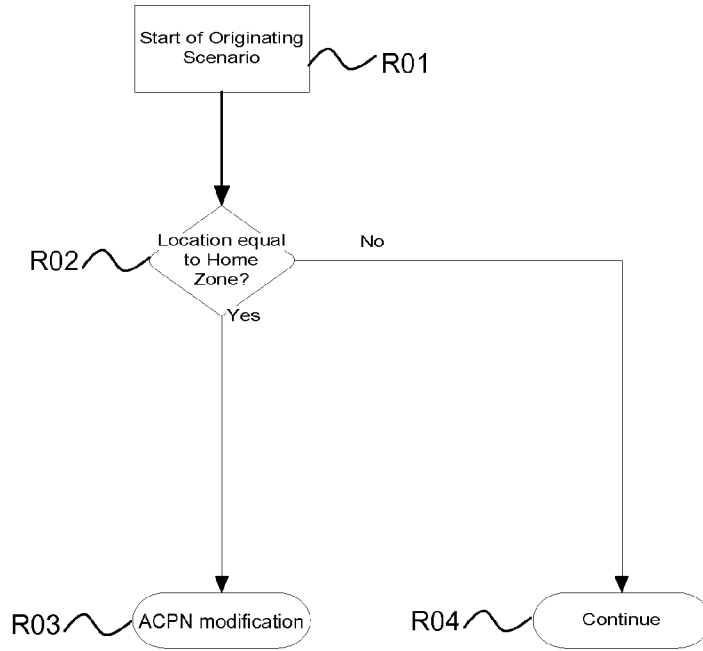 Start of Originating
Scenario
R01
Location equal
to Home
Zone?
R02
No
Yes
R03
ACPN modification
R04
Continue